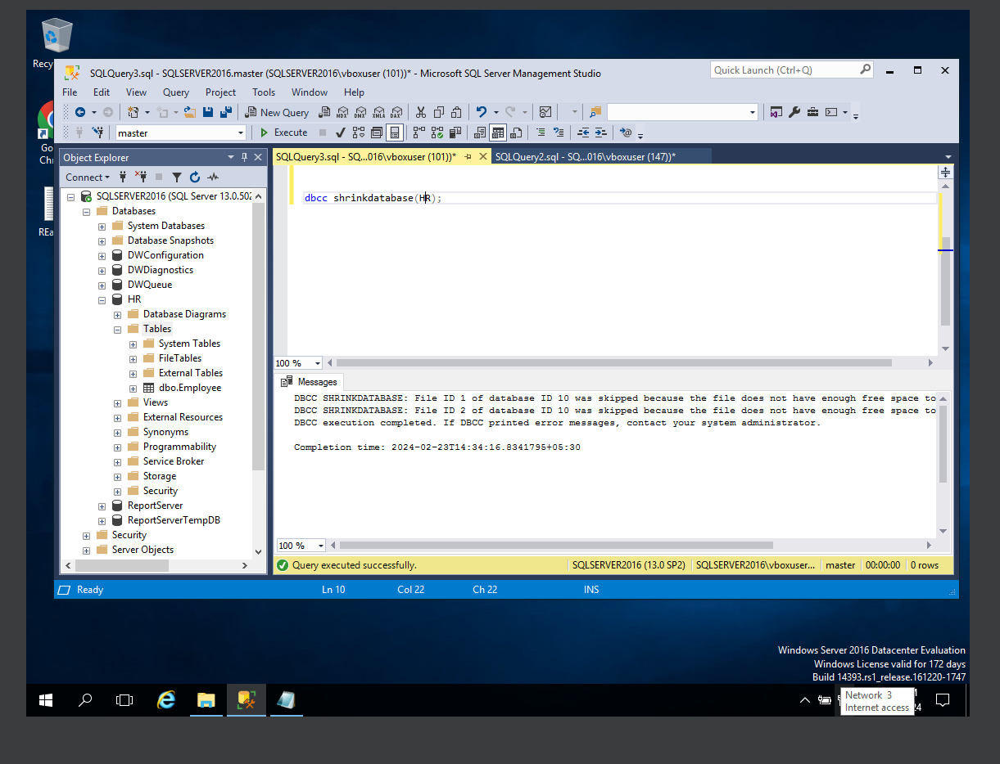 Recy
SQLQuery3.sql - SQLSERVER2016.master (SQLSERVER2016\vboxuser (101))* - Microsoft SQL Server Management Studio
Quick Launch (Ctrl+Q)
File Edit View Query Project Tools Window Help
New Query
MDX DMX XMLA DAX
master
Execute
Go
Chr
REa
Object Explorer
Connect
SQLSERVER2016 (SQL Server 13.0.502
Databases
System Databases
Database Snapshots
DWConfiguration
DWDiagnostics
DWQueue
HR
Database Diagrams
Tables
System Tables
FileTables
External Tables
dbo.Employee
Views
External Resources
Synonyms
Programmability
Service Broker
Storage
Security
ReportServer
ReportServerTempDB
Security
Server Objects
SQLQuery3.sql - SQ...016\vboxuser (101))*
SQLQuery2.sql - SQ...016\vboxuser (147))*
dbcc shrinkdatabase(HR);
100 %
Messages
DBCC SHRINKDATABASE: File ID 1 of database ID 10 was skipped because the file does not have enough free space to
DBCC SHRINKDATABASE: File ID 2 of database ID 10 was skipped because the file does not have enough free space to
DBCC execution completed. If DBCC printed error messages, contact your system administrator.
Completion time: 2024-02-23T14:34:16.8341795+05:30
100 %
Query executed successfully.
SQLSERVER2016 (13.0 SP2)
SQLSERVER2016\vboxuser...
master
00:00:00
0 rows
Ready
Ln 10
Col 22
Ch 22
INS
Windows Server 2016 Datacenter Evaluation
Windows License valid for 172 days
Build 14393.rs1_release.161220-1747
Network 3
Internet access